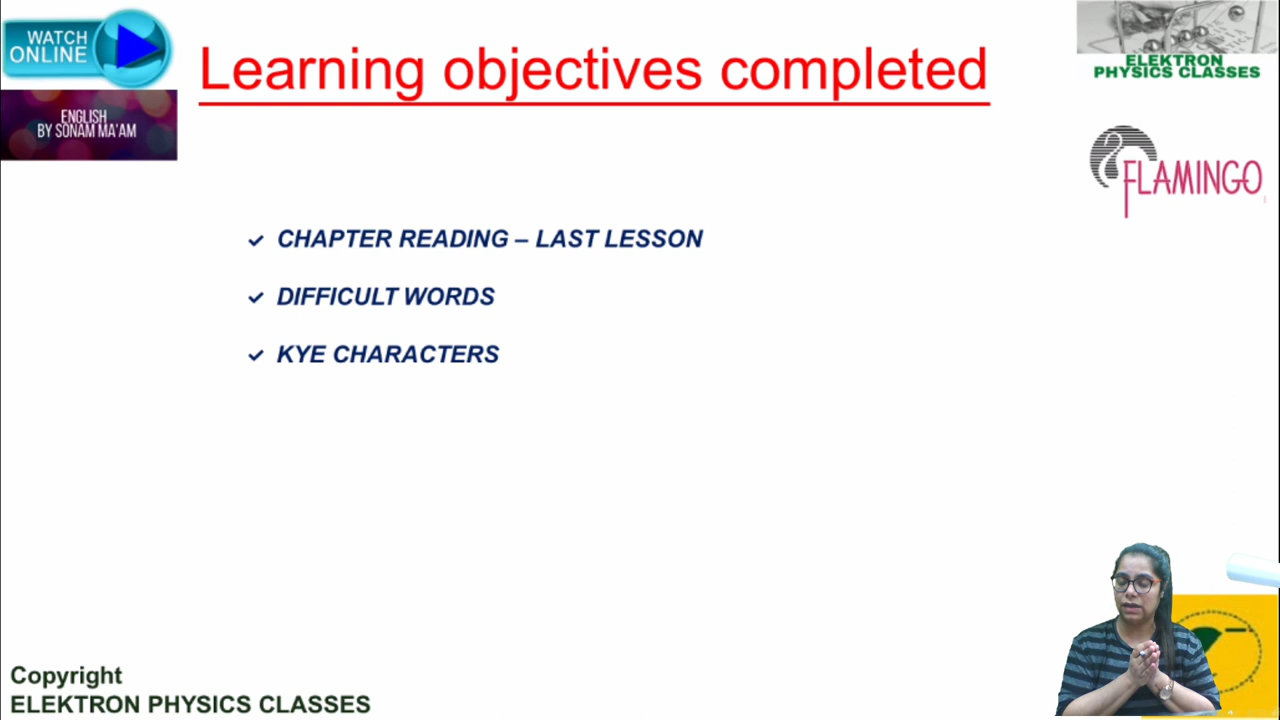 WATCH
ONLINE
ENGLISH
BY SONAM MA'AM
Learning objectives completed
ELEKTRON
PHYSICS CLASSES
FLAMINGO
✓ CHAPTER READING – LAST LESSON
✓ DIFFICULT WORDS
✓ KYE CHARACTERS
Copyright
ELEKTRON PHYSICS CLASSES